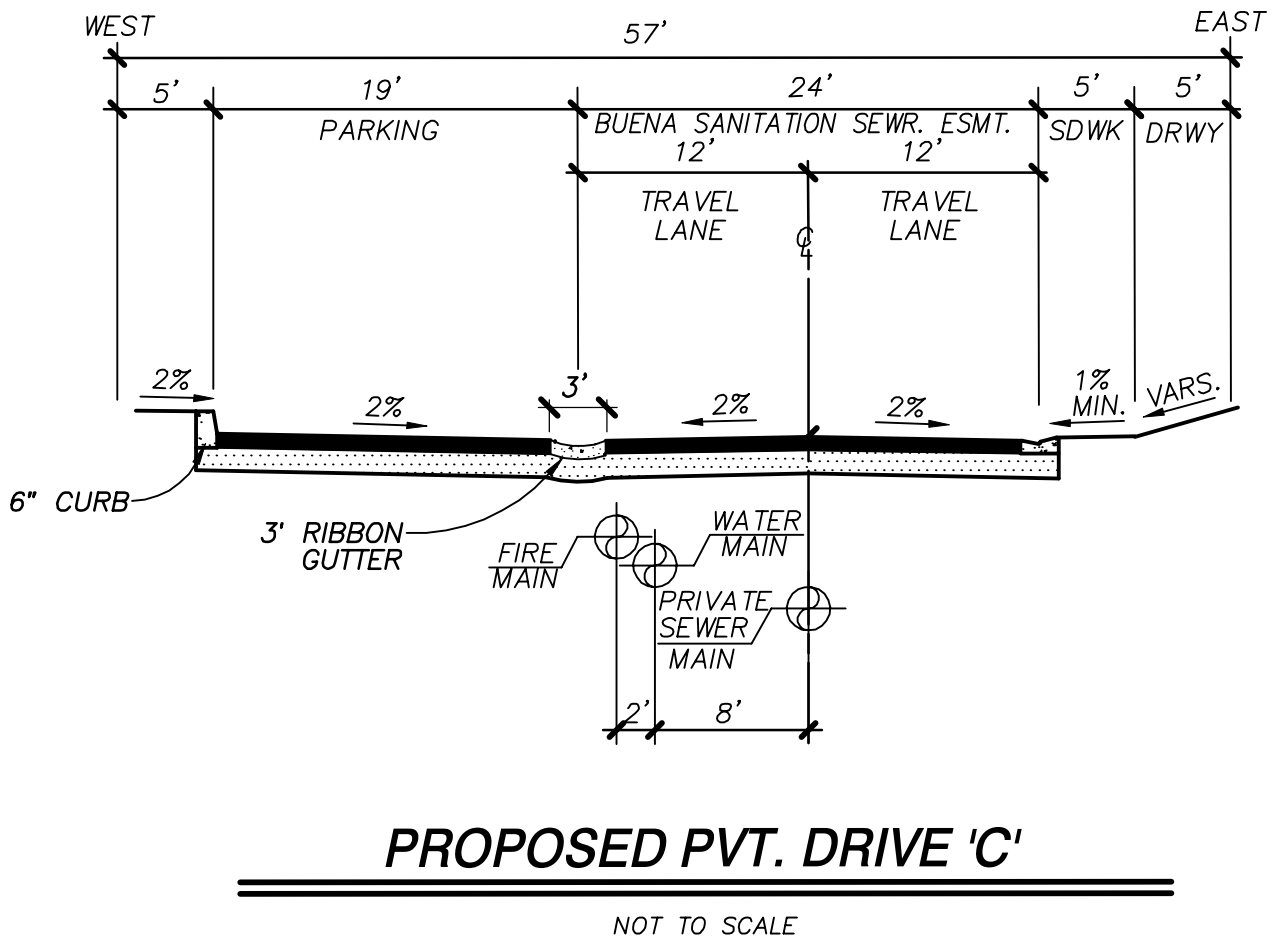 WEST
EAST
57'
5'
19'
24'
5'
5'
PARKING
BUENA SANITATION SEWR. ESMT.
SDWK
DRWY
12'
12'
TRAVEL
LANE
TRAVEL
LANE
℄
2%
2%
3'
2%
2%
1%
MIN.
VARS.
6" CURB
3' RIBBON
GUTTER
FIRE
MAIN
WATER
MAIN
PRIVATE
SEWER
MAIN
2'
8'
PROPOSED PVT. DRIVE 'C'
NOT TO SCALE